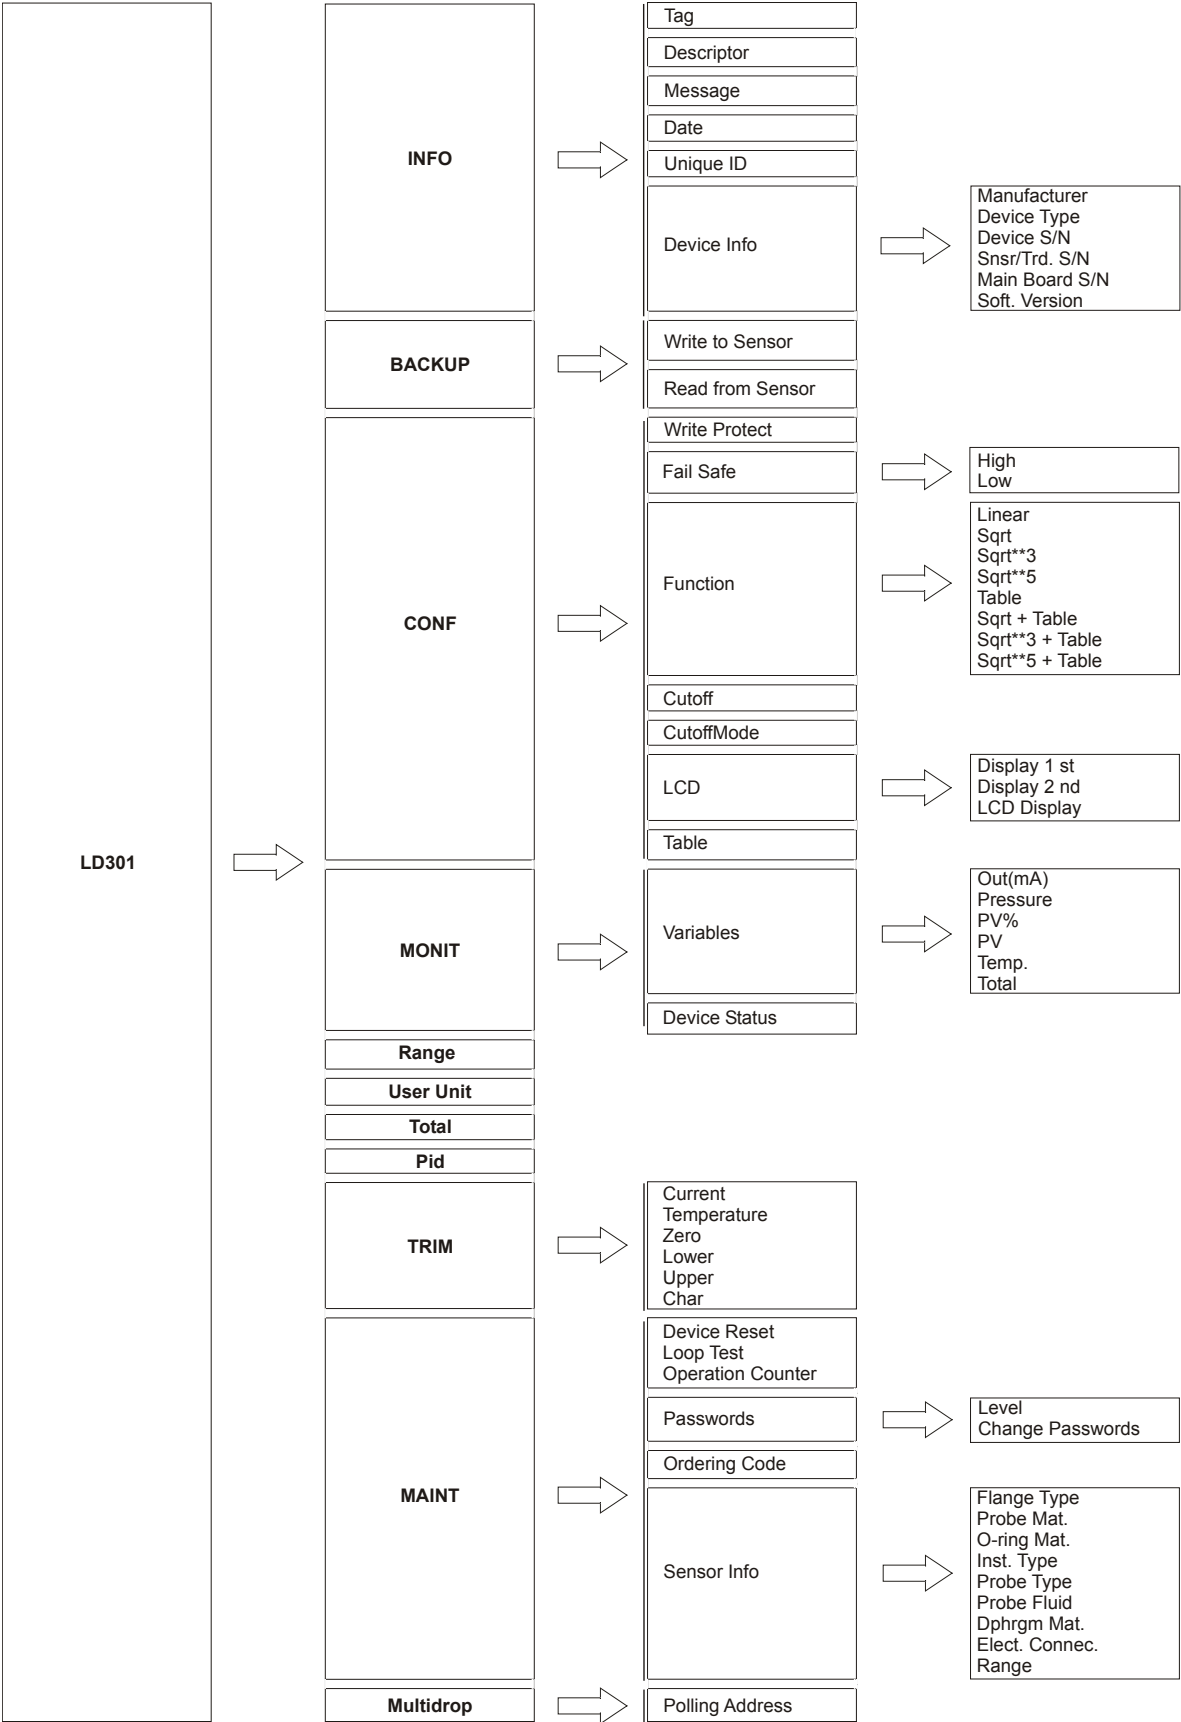 LD301
INFO
Tag
Descriptor
Message
Date
Unique ID
Device Info
Manufacturer
Device Type
Device S/N
Snsr/Trd. S/N
Main Board S/N
Soft. Version
BACKUP
Write to Sensor
Read from Sensor
CONF
Write Protect
Fail Safe
High
Low
Function
Linear
Sqrt
Sqrt**3
Sqrt**5
Table
Sqrt + Table
Sqrt**3 + Table
Sqrt**5 + Table
Cutoff
CutoffMode
LCD
Display 1 st
Display 2 nd
LCD Display
Table
MONIT
Variables
Out(mA)
Pressure
PV%
PV
Temp.
Total
Device Status
Range
User Unit
Total
Pid
TRIM
Current
Temperature
Zero
Lower
Upper
Char
MAINT
Device Reset
Loop Test
Operation Counter
Passwords
Level
Change Passwords
Ordering Code
Sensor Info
Flange Type
Probe Mat.
O-ring Mat.
Inst. Type
Probe Type
Probe Fluid
Dphrgm Mat.
Elect. Connec.
Range
Multidrop
Polling Address